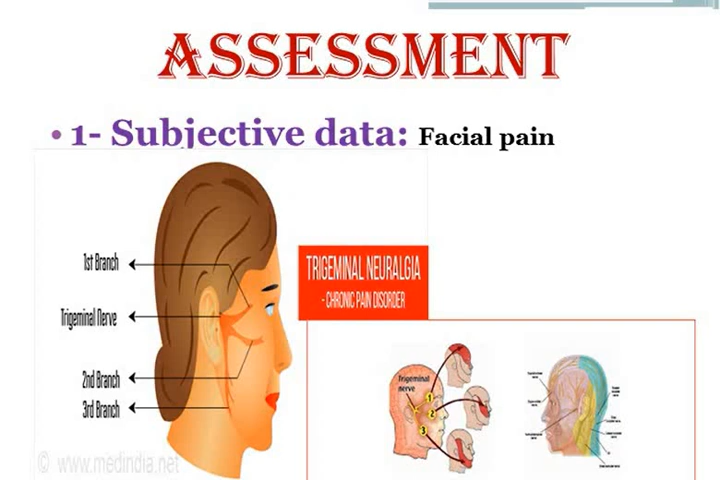 ASSESSMENT
• 1- Subjective data: Facial pain
1st Branch
Trigeminal Nerve
2nd Branch
3rd Branch
TRIGEMINAL NEURALGIA
- CHRONIC PAIN DISORDER
Trigeminal
nerve
1
2
3
© www.medindia.net